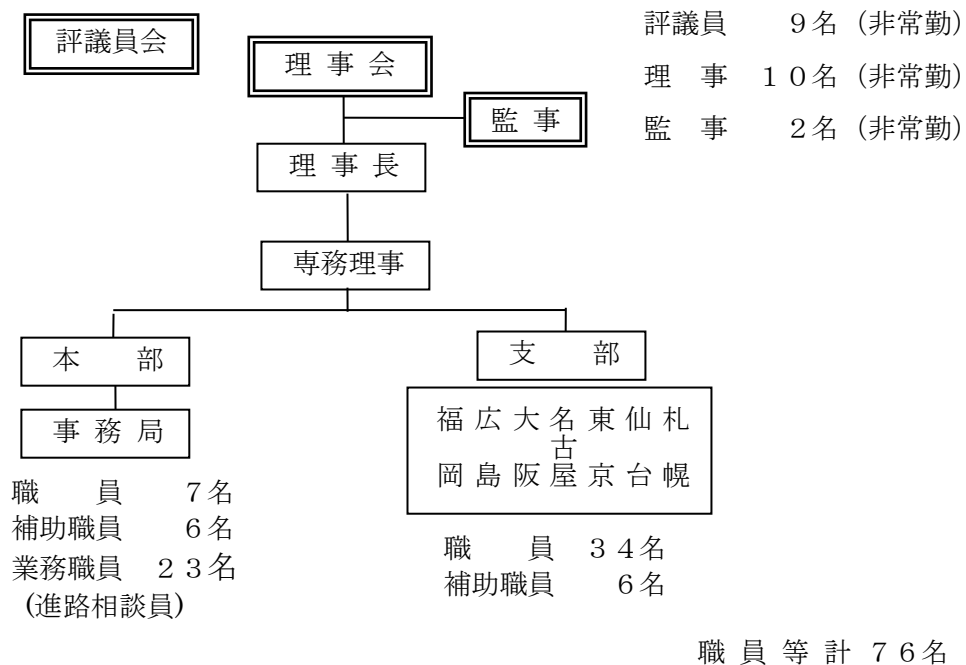 評議員会
理 事 会
監 事
理 事 長
専務理事
評議員　　９名（非常勤）
理　事　１０名（非常勤）
監　事　　２名（非常勤）
本　　部
事 務 局
職　　員　　７名
補助職員　　６名
業務職員　２３名
(進路相談員)
支　　部
札幌
仙台
東京
名古屋
大阪
広島
福岡
職　　員　３４名
補助職員　　６名
職 員 等 計 ７６名